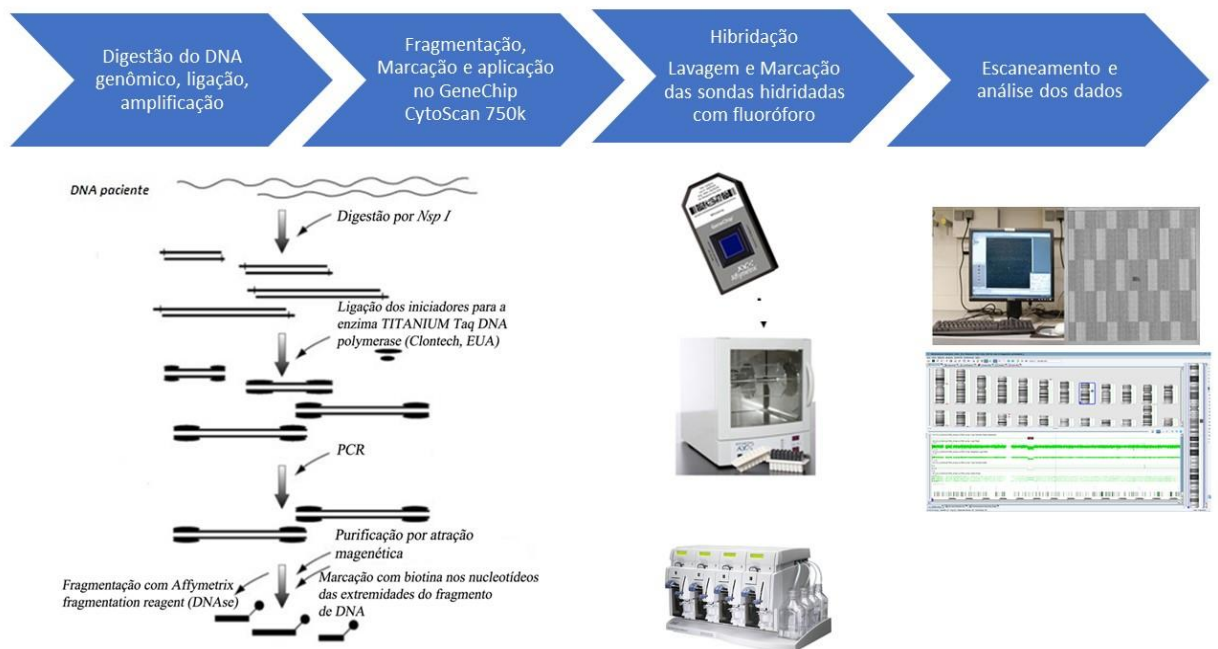 Digestão do DNA
genômico, ligação,
amplificação
Fragmentação,
Marcação e aplicação
no GeneChip
CytoScan 750k
Hibridação
Lavagem e Marcação
das sondas hidridadas
com fluoróforo
Escaneamento e
análise dos dados
DNA paciente
Digestão por Nsp I
Ligação dos iniciadores para a
enzima TITANIUM Taq DNA
polymerase (Clontech, EUA)
PCR
Purificação por atração
magenética
Fragmentação com Affymetrix
fragmentation reagent (DNAse)
Marcação com biotina nos nucleotídeos
das extremidades do fragmento
de DNA
Affymetrix